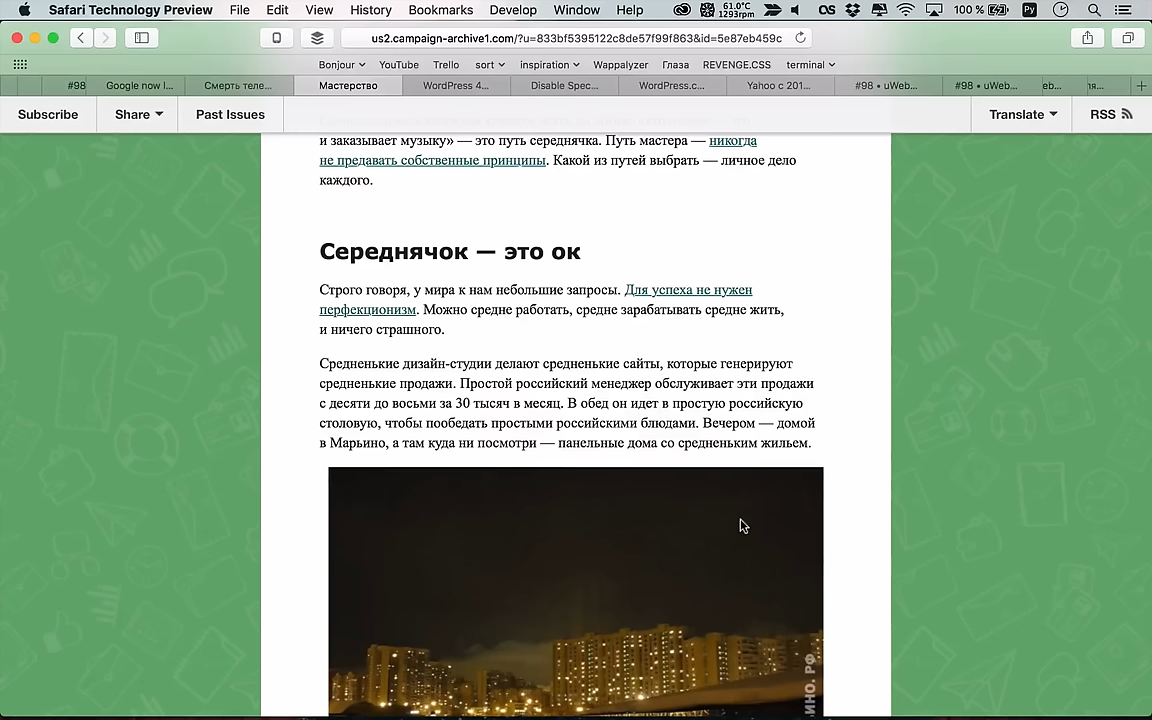 Safari Technology Preview File Edit View History Bookmarks Develop Window Help 61.0°C 1293rpm OS 100 % Py
us2.campaign-archive1.com/?u=833bf5395122c8de57f99f863&id=5e87eb459c
Bonjour YouTube Trello sort inspiration Wappalyzer Глаза REVENGE.CSS terminal
#98 Google now l... Смерть теле... Мастерство WordPress 4... Disable Spec... WordPress.c... Yahoo с 201... #98 • uWeb... #98 • uWeb...
Subscribe Share Past Issues Translate RSS
и заказывает музыку» — это путь середнячка. Путь мастера — никогда
не предавать собственные принципы. Какой из путей выбрать — личное дело
каждого.
Середнячок — это ок
Строго говоря, у мира к нам небольшие запросы. Для успеха не нужен
перфекционизм. Можно средне работать, средне зарабатывать средне жить,
и ничего страшного.
Средненькие дизайн-студии делают средненькие сайты, которые генерируют
средненькие продажи. Простой российский менеджер обслуживает эти продажи
с десяти до восьми за 30 тысяч в месяц. В обед он идет в простую российскую
столовую, чтобы пообедать простыми российскими блюдами. Вечером — домой
в Марьино, а там куда ни посмотри — панельные дома со средненьким жильем.